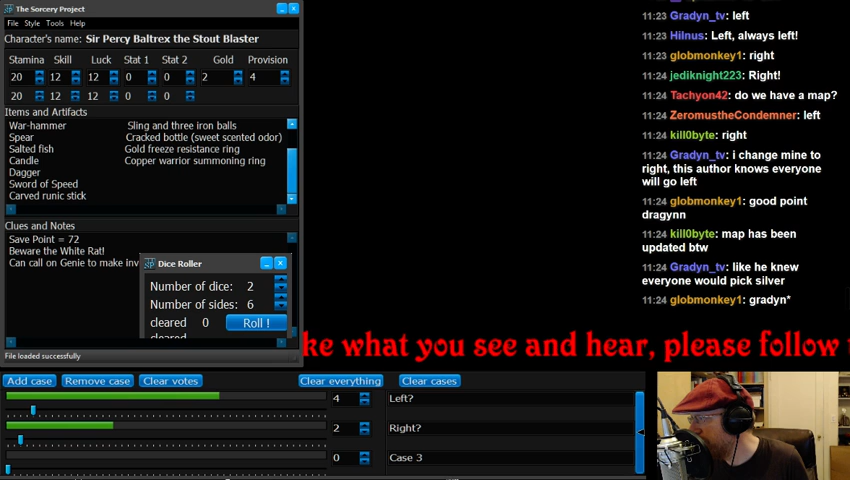 The Sorcery Project
File Style Tools Help
Character's name: Sir Percy Baltrex the Stout Blaster
Stamina Skill Luck Stat 1 Stat 2 Gold Provision
20 12 12 0 0 2 4
20 12 12 0 0
Items and Artifacts
War-hammer Sling and three iron balls
Spear Cracked bottle (sweet scented odor)
Salted fish Gold freeze resistance ring
Candle Copper warrior summoning ring
Dagger
Sword of Speed
Carved runic stick
Clues and Notes
Save Point = 72
Beware the White Rat!
Can call on Genie to make inv
Dice Roller
Number of dice: 2
Number of sides: 6
cleared 0 Roll !
cleared
File loaded successfully
11:23 Gradyn_tv: left
11:23 Hilnus: Left, always left!
globmonkey1: right
11:24 jediknight223: Right!
11:24 Tachyon42: do we have a map?
11:24 ZeromustheCondemner: left
11:24 kill0byte: right
11:24 Gradyn_tv: i change mine to
right, this author knows everyone
will go left
11:24 globmonkey1: good point
dragynn
11:24 kill0byte: map has been
updated btw
11:24 Gradyn_tv: like he knew
everyone would pick silver
11:24 globmonkey1: gradyn*
ke what you see and hear, please follow
Add case Remove case Clear votes Clear everything Clear cases
4 Left?
2 Right?
0 Case 3